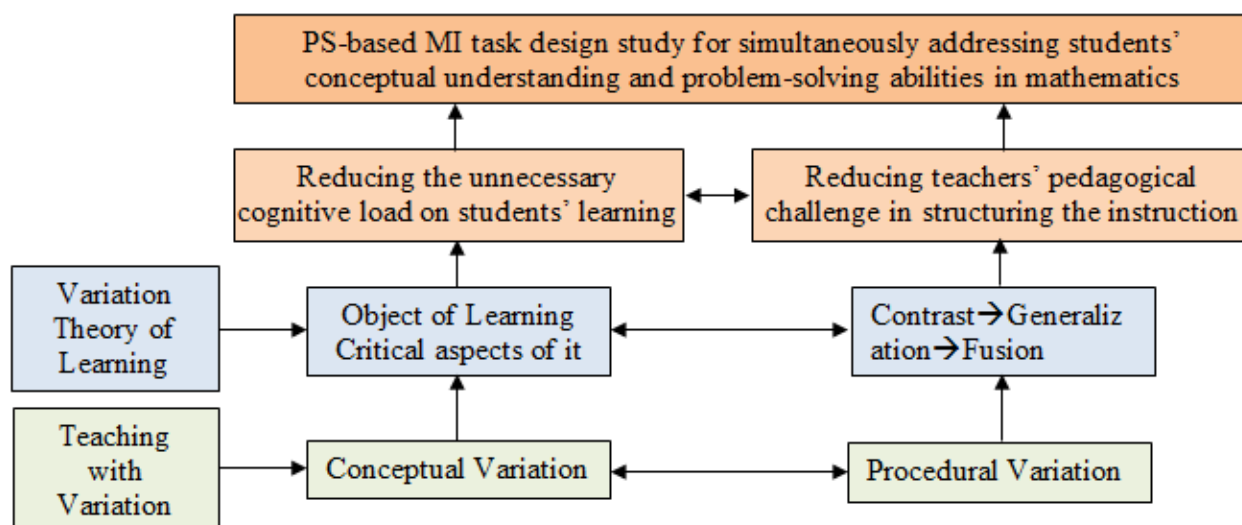 PS-based MI task design study for simultaneously addressing students’
conceptual understanding and problem-solving abilities in mathematics
Reducing the unnecessary
cognitive load on students’ learning
Reducing teachers’ pedagogical
challenge in structuring the instruction
Variation
Theory of
Learning
Object of Learning
Critical aspects of it
Contrast→Generaliz
ation→Fusion
Teaching
with
Variation
Conceptual Variation
Procedural Variation